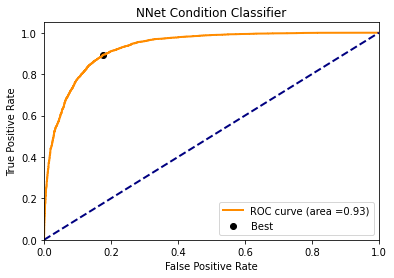 NNet Condition Classifier
True Positive Rate
1.0
0.8
0.6
0.4
0.2
0.0
ROC curve (area =0.93)
Best
0.0 0.2 0.4 0.6 0.8 1.0
False Positive Rate